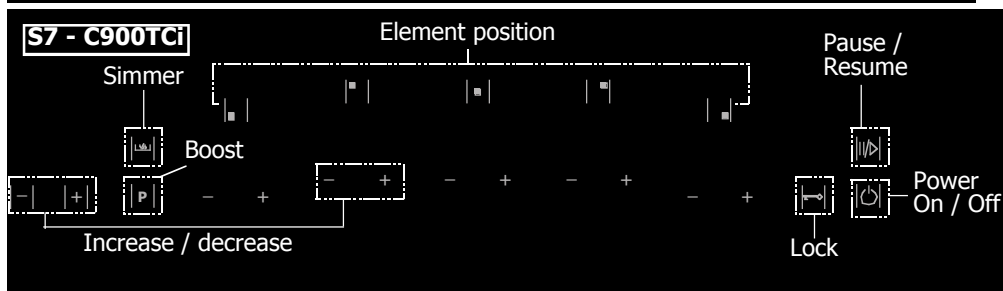 S7 - C900TCi
Element position
Pause /
Resume
Simmer
Boost
P
- + - + - + - + - + - +
Power
On / Off
Increase / decrease
Lock